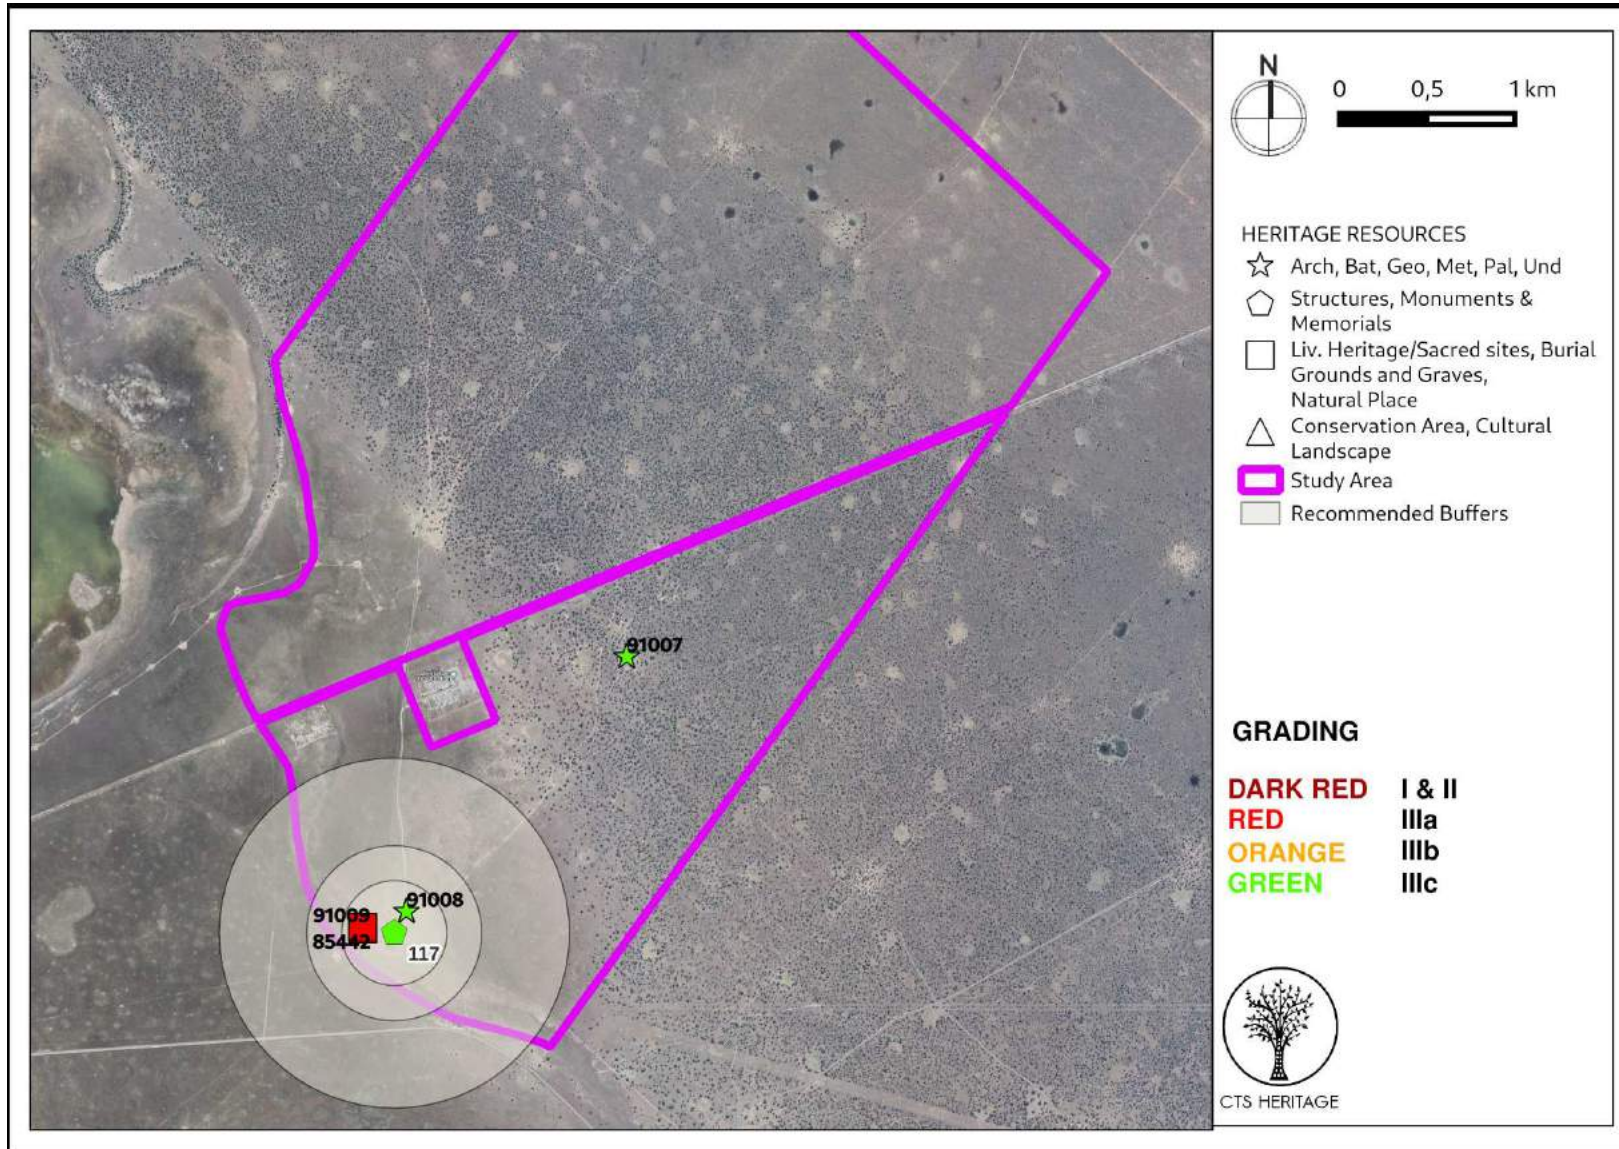 N
0 0,5 1 km
HERITAGE RESOURCES
Arch, Bat, Geo, Met, Pal, Und
Structures, Monuments &
Memorials
Liv. Heritage/Sacred sites, Burial
Grounds and Graves,
Natural Place
Conservation Area, Cultural
Landscape
Study Area
Recommended Buffers
91007
GRADING
DARK RED I & II
RED IIIa
ORANGE IIIb
GREEN IIIc
91008
91009
85442
117
CTS HERITAGE